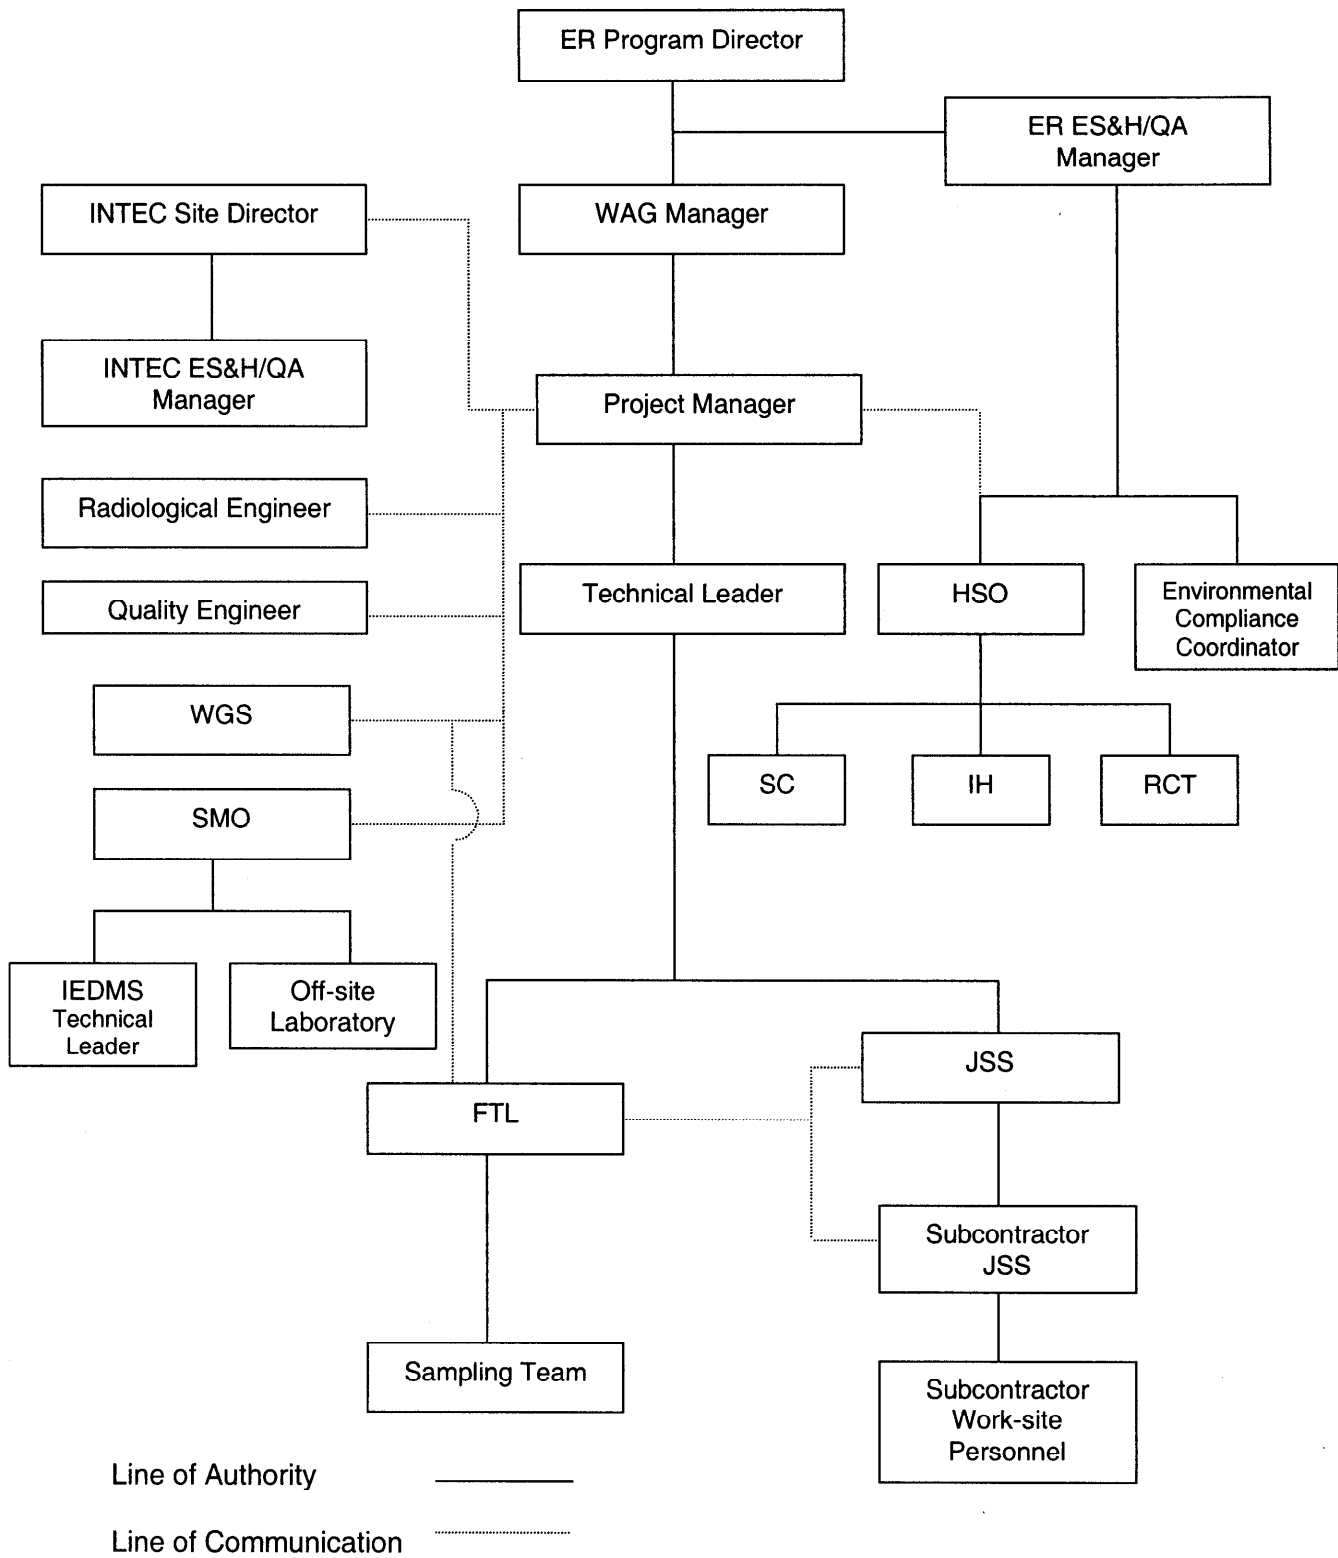 ER Program Director
ER ES&H/QA
Manager
INTEC Site Director
WAG Manager
INTEC ES&H/QA
Manager
Project Manager
Radiological Engineer
Quality Engineer
Technical Leader
HSO
Environmental
Compliance
Coordinator
WGS
SC
IH
RCT
SMO
IEDMS
Technical
Leader
Off-site
Laboratory
JSS
FTL
Subcontractor
JSS
Sampling Team
Subcontractor
Work-site
Personnel
Line of Authority
Line of Communication